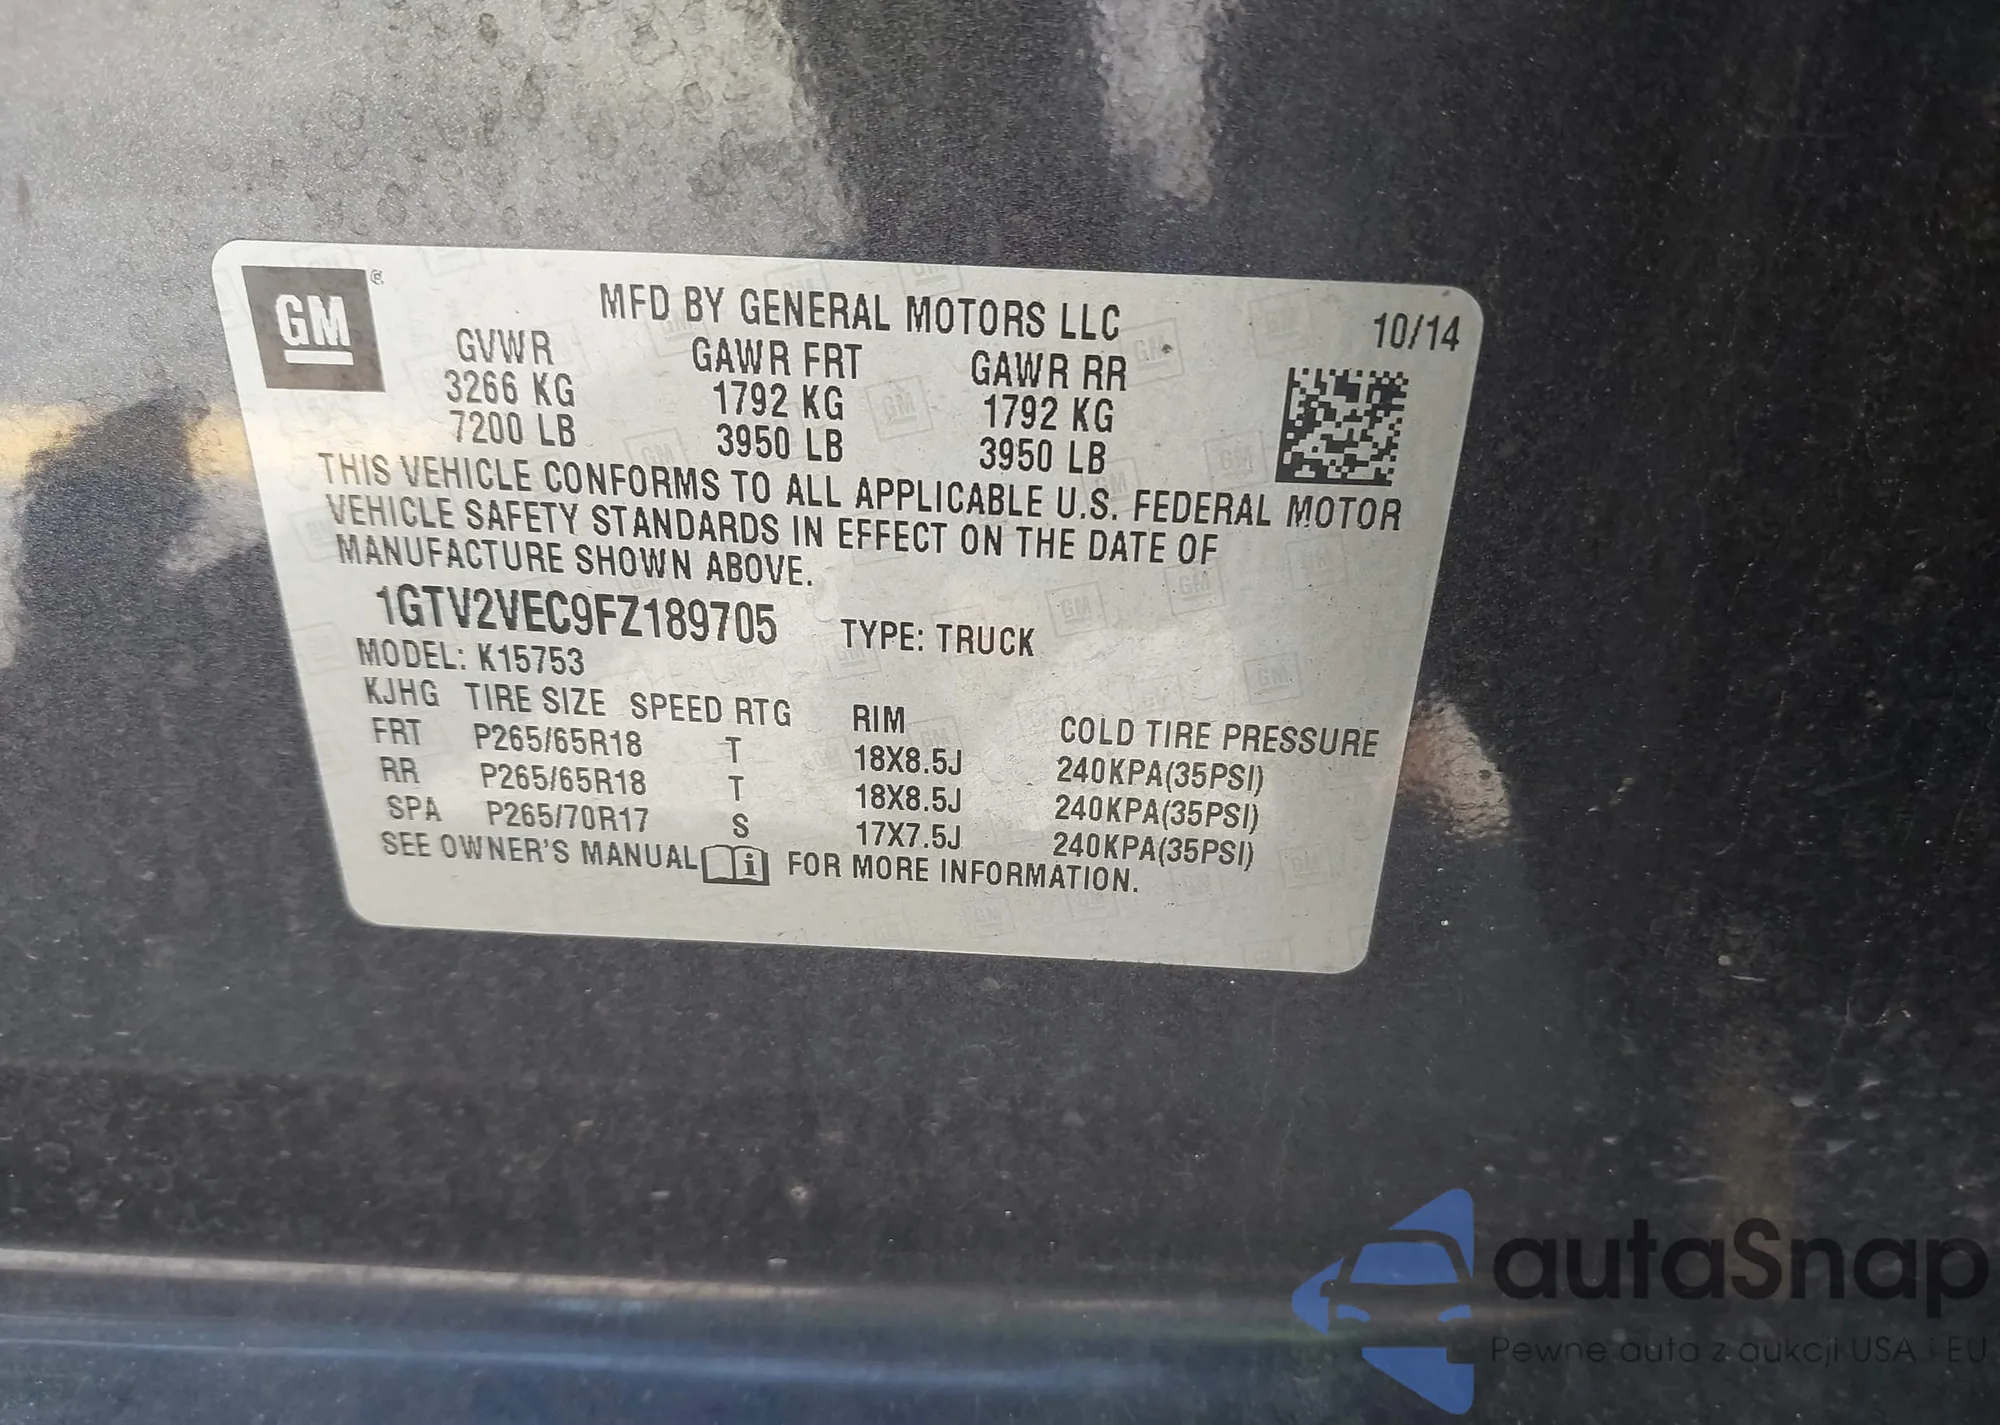 GM ®
MFD BY GENERAL MOTORS LLC
10/14
GVWR GAWR FRT GAWR RR
3266 KG 1792 KG 1792 KG
7200 LB 3950 LB 3950 LB
THIS VEHICLE CONFORMS TO ALL APPLICABLE U.S. FEDERAL MOTOR
VEHICLE SAFETY STANDARDS IN EFFECT ON THE DATE OF
MANUFACTURE SHOWN ABOVE.
1GTV2VEC9FZ189705 TYPE: TRUCK
MODEL: K15753
KJHG TIRE SIZE SPEED RTG RIM COLD TIRE PRESSURE
FRT P265/65R18 T 18X8.5J 240KPA(35PSI)
RR P265/65R18 T 18X8.5J 240KPA(35PSI)
SPA P265/70R17 S 17X7.5J 240KPA(35PSI)
SEE OWNER'S MANUAL i FOR MORE INFORMATION.
autaSnap
Pewne auta z aukcji USA i EU